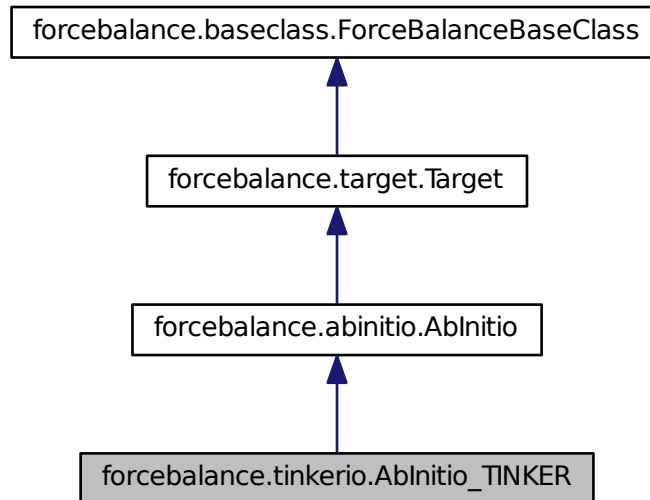 forcebalance.baseclass.ForceBalanceBaseClass
forcebalance.target.Target
forcebalance.abinitio.AbInitio
forcebalance.tinkerio.AbInitio_TINKER